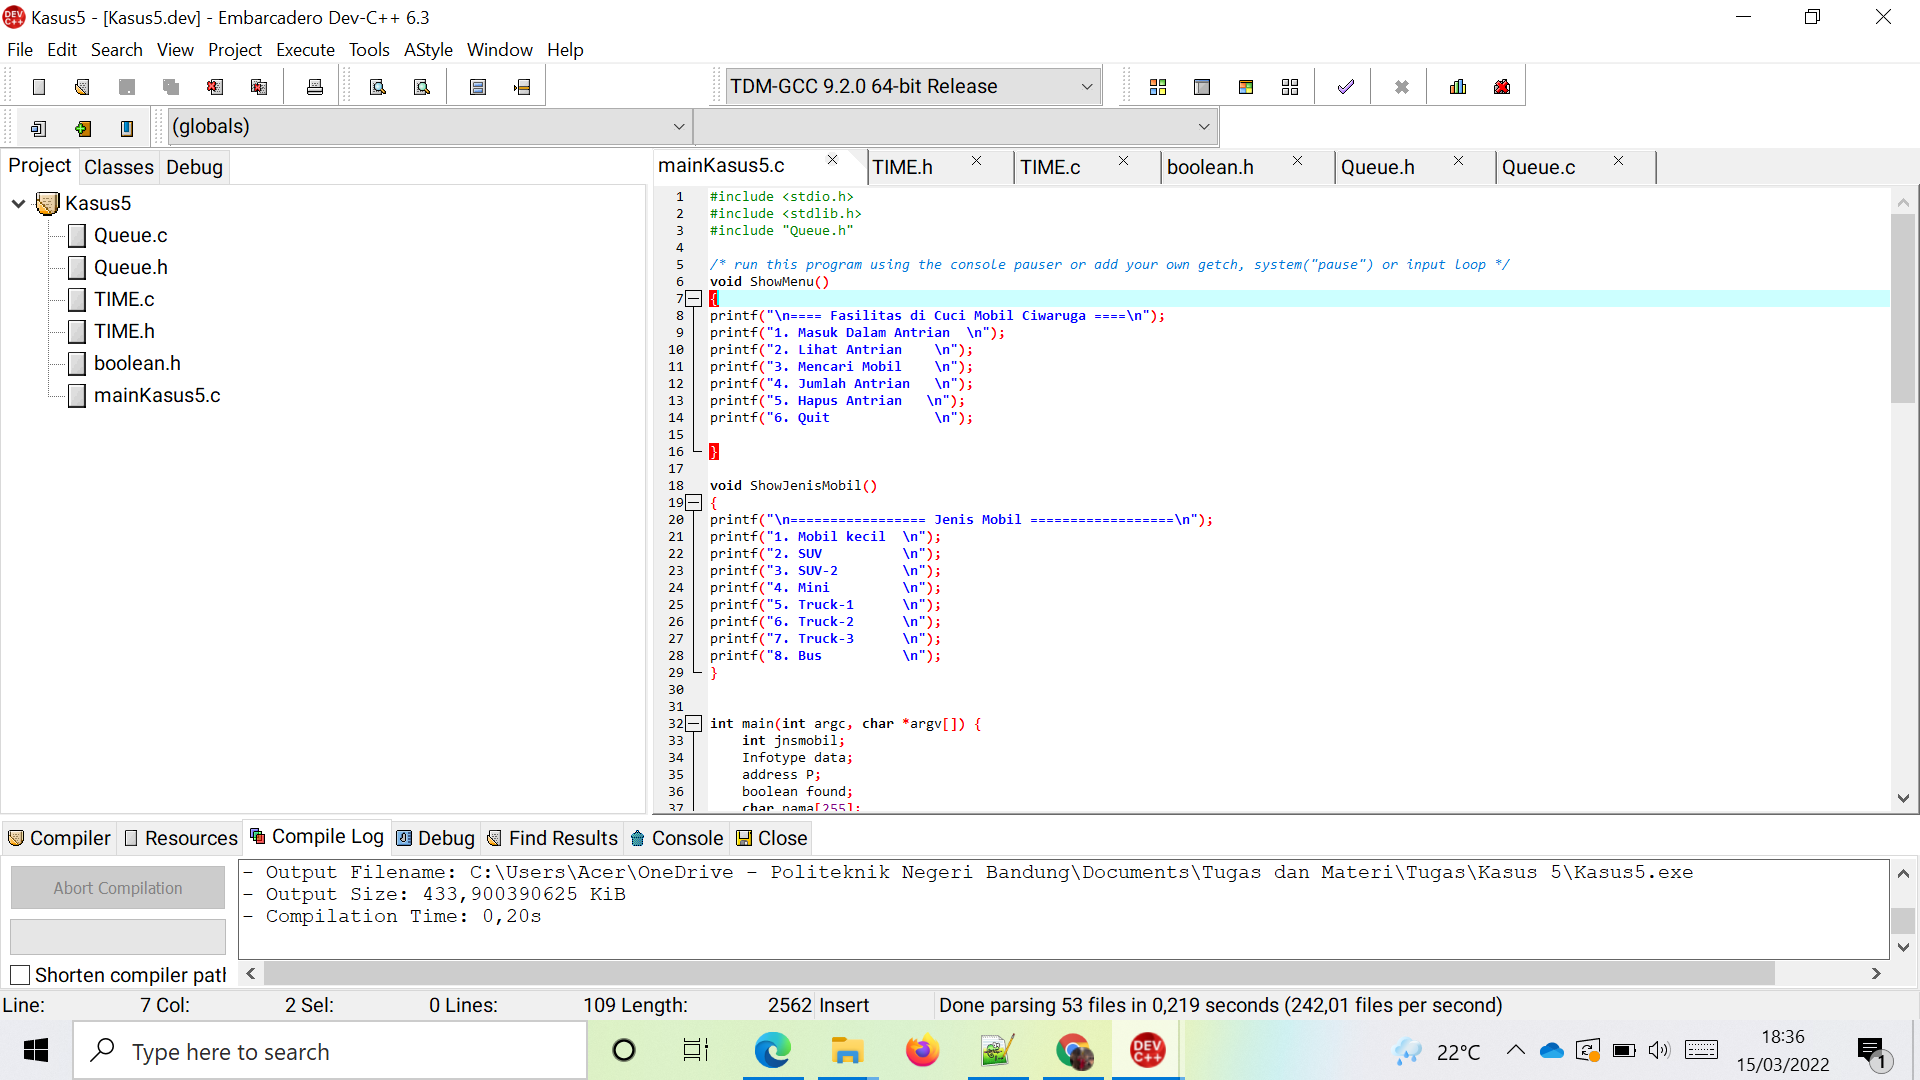 Kasus5 - [Kasus5.dev] - Embarcadero Dev-C++ 6.3
File Edit Search View Project Execute Tools AStyle Window Help
TDM-GCC 9.2.0 64-bit Release
(globals)
Project Classes Debug
Kasus5
Queue.c
Queue.h
TIME.c
TIME.h
boolean.h
mainKasus5.c
mainKasus5.c TIME.h TIME.c boolean.h Queue.h Queue.c
1 #include <stdio.h>
2 #include <stdlib.h>
3 #include "Queue.h"
4
5 /* run this program using the console pauser or add your own getch, system("pause") or input loop */
6 void ShowMenu()
7 {
8 printf("\n==== Fasilitas di Cuci Mobil Ciwaruga ====\n");
9 printf("1. Masuk Dalam Antrian  \n");
10 printf("2. Lihat Antrian    \n");
11 printf("3. Mencari Mobil    \n");
12 printf("4. Jumlah Antrian   \n");
13 printf("5. Hapus Antrian   \n");
14 printf("6. Quit             \n");
15
16 }
17
18 void ShowJenisMobil()
19 {
20 printf("\n================= Jenis Mobil ==================\n");
21 printf("1. Mobil kecil  \n");
22 printf("2. SUV          \n");
23 printf("3. SUV-2        \n");
24 printf("4. Mini         \n");
25 printf("5. Truck-1      \n");
26 printf("6. Truck-2      \n");
27 printf("7. Truck-3      \n");
28 printf("8. Bus          \n");
29 }
30
31
32 int main(int argc, char *argv[]) {
33     int jnsmobil;
34     Infotype data;
35     address P;
36     boolean found;
37     char nama[255];
Compiler Resources Compile Log Debug Find Results Console Close
Abort Compilation
Shorten compiler pat
- Output Filename: C:\Users\Acer\OneDrive - Politeknik Negeri Bandung\Documents\Tugas dan Materi\Tugas\Kasus 5\Kasus5.exe
- Output Size: 433,900390625 KiB
- Compilation Time: 0,20s
Line: 7 Col: 2 Sel: 0 Lines: 109 Length: 2562 Insert Done parsing 53 files in 0,219 seconds (242,01 files per second)
Type here to search
DEV C++
22°C
18:36
15/03/2022
1